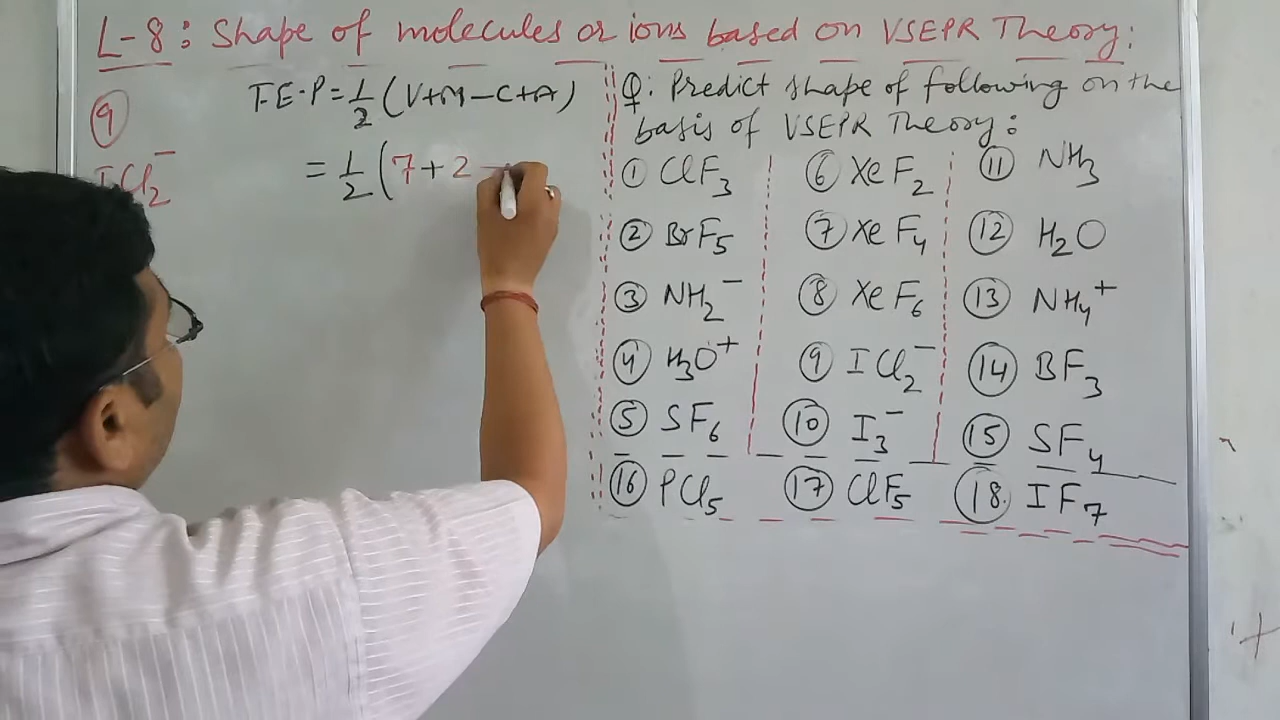 L-8: Shape of molecules or ions based on VSEPR Theory:
9
ICl2⁻
T.E.P = 1/2 (V+M-C+A)
= 1/2 (7+2-
Q: Predict shape of following on the
basis of VSEPR Theory:
1 ClF3
2 BrF5
3 NH2⁻
4 H3O⁺
5 SF6
6 XeF2
7 XeF4
8 XeF6
9 ICl2⁻
10 I3⁻
11 NH3
12 H2O
13 NH4⁺
14 BF3
15 SF4
16 PCl5
17 ClF5
18. IF7